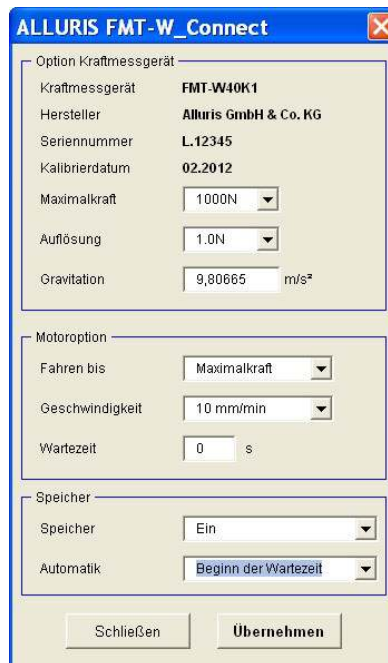 ALLURIS FMT-W_Connect
Option Kraftmessgerät
Kraftmessgerät FMT-W40K1
Hersteller Alluris GmbH & Co. KG
Seriennummer L.12345
Kalibrierdatum 02.2012
Maximalkraft 1000N
Auflösung 1.0N
Gravitation 9,80665 m/s²
Motoroption
Fahren bis Maximalkraft
Geschwindigkeit 10 mm/min
Wartezeit 0 s
Speicher
Speicher Ein
Automatik Beginn der Wartezeit
Schließen Übernehmen